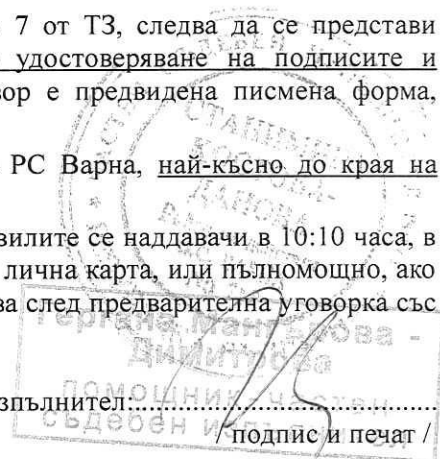 7 от ТЗ, следва да се представи
удостоверяване на подписите и
вор е предвидена писмена форма,
РС Варна, най-късно до края на
вилите се наддавачи в 10:10 часа, в
лична карта, или пълномощно, ако
ва след предварителна уговорка със
Димитрова
помощник частен
съдебен
зпълнител:
/ подпис и печат /